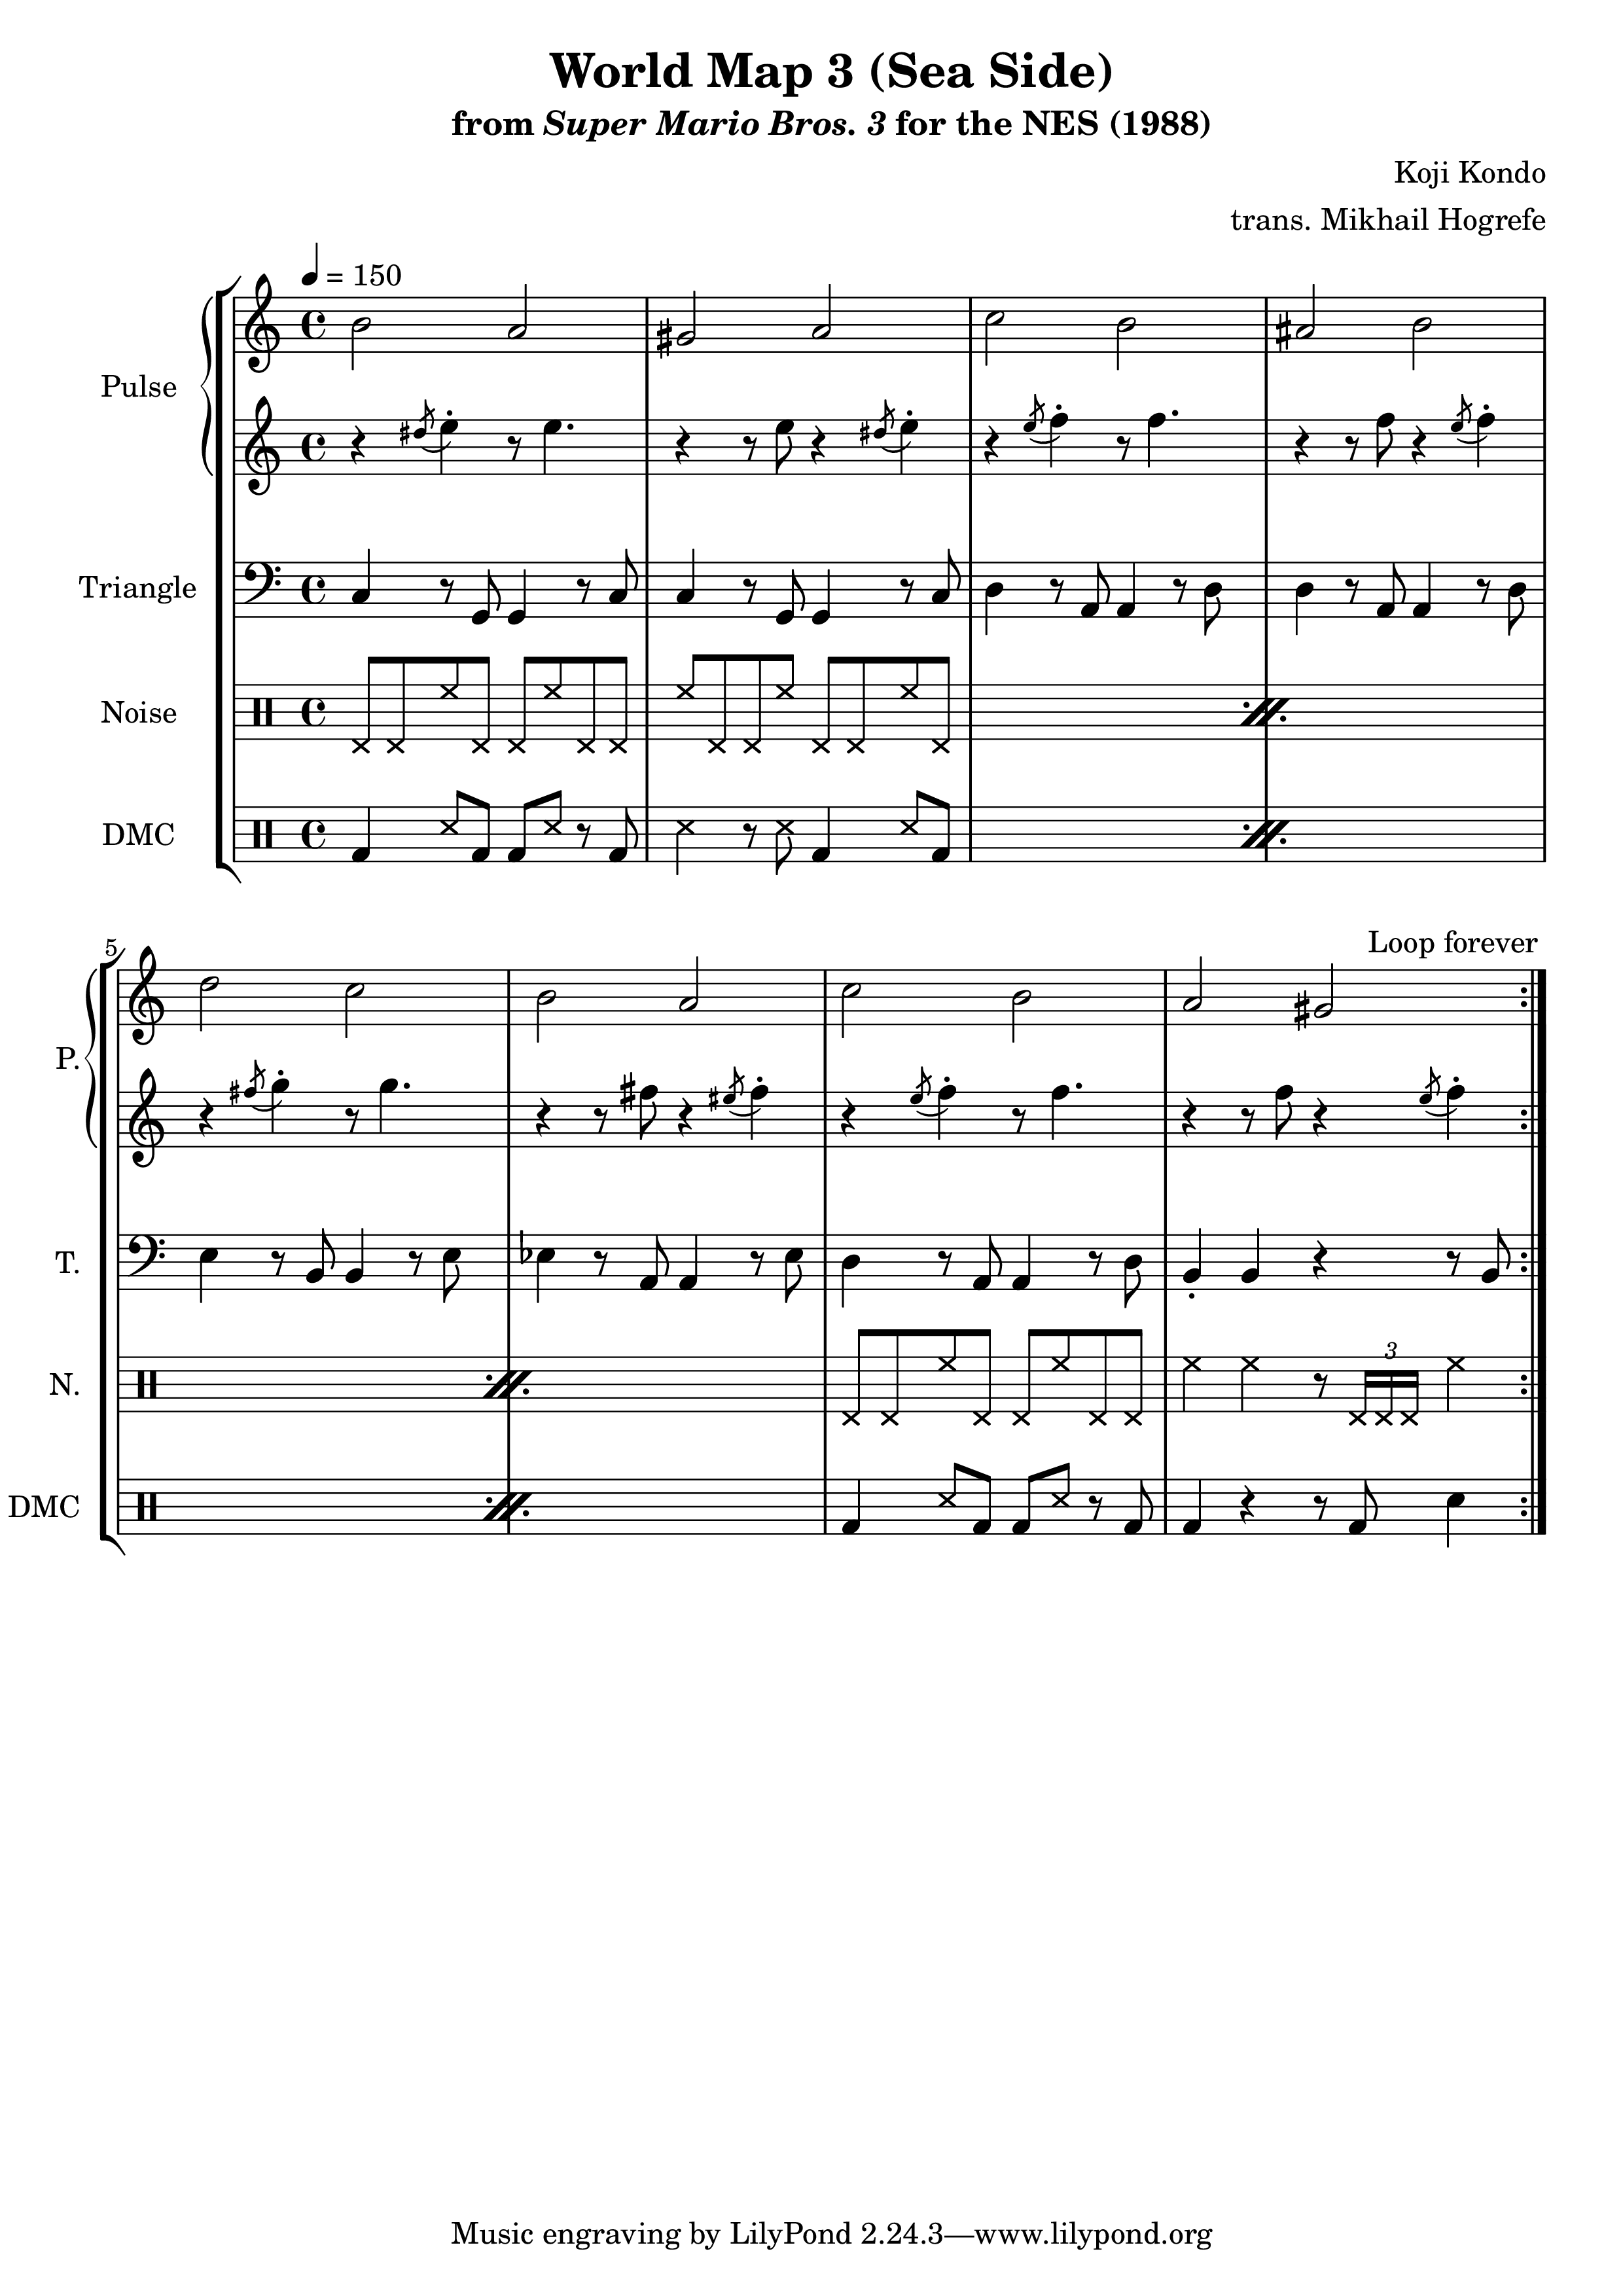 World Map 3 (Sea Side)
from Super Mario Bros. 3 for the NES (1988)
Koji Kondo
trans. Mikhail Hogrefe
= 150
Pulse
Triangle
Noise
DMC
5
Loop forever
P.
T.
N.
3
DMC
Music engraving by LilyPond 2.24.3—www.lilypond.org